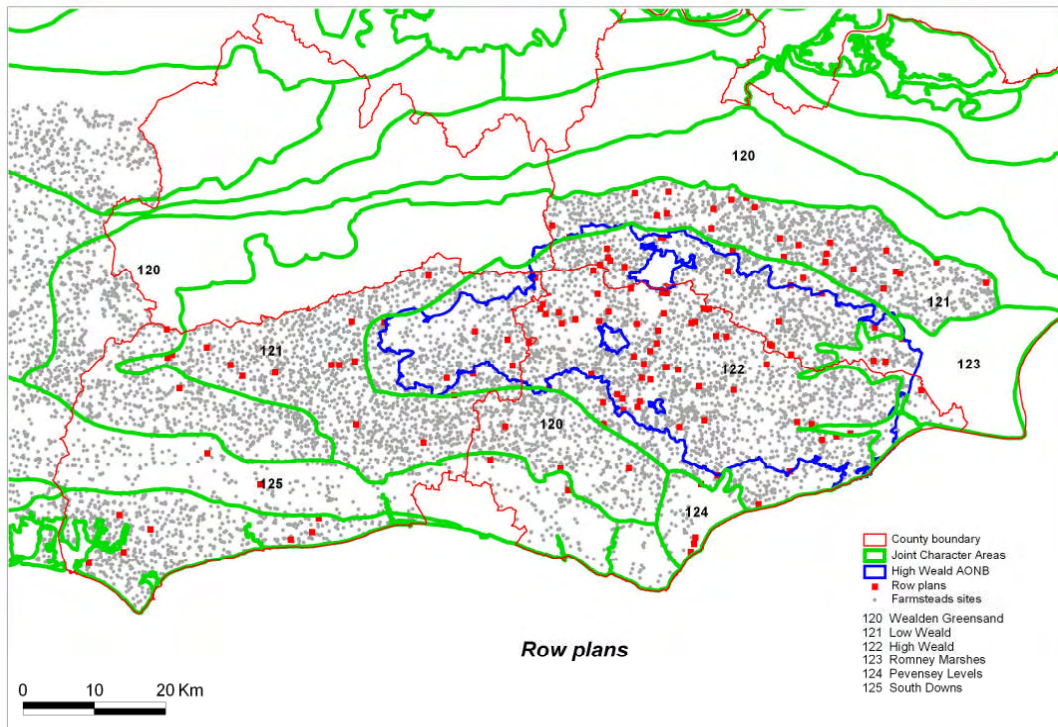 120
120
121
121
123
122
120
125
124
County boundary
Joint Character Areas
High Weald AONB
Row plans
Farmsteads sites
120 Wealden Greensand
121 Low Weald
122 High Weald
123 Romney Marshes
124 Pevensey Levels
125 South Downs
Row plans
0 10 20 Km